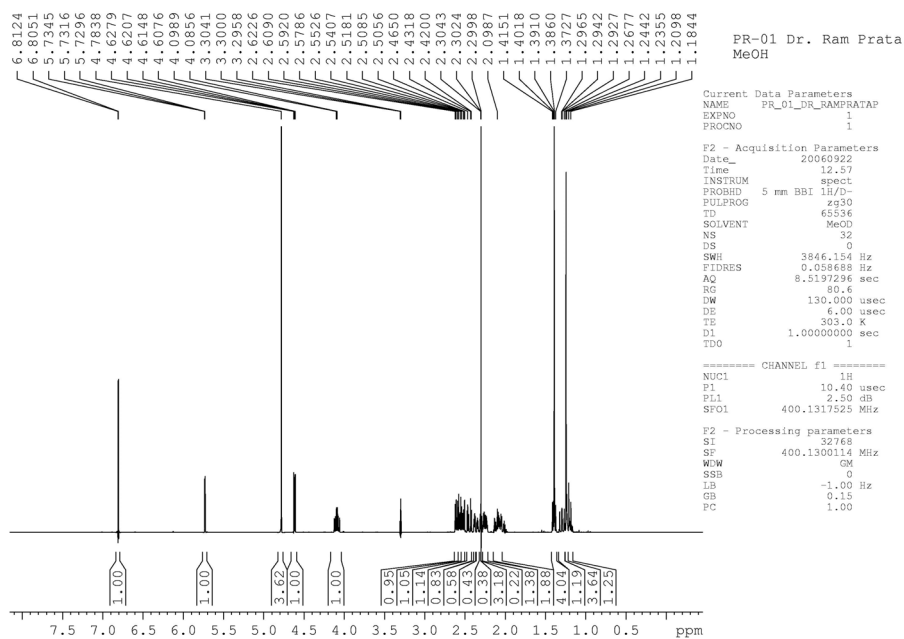 6.8124
6.8051
5.7345
5.7316
5.7296
4.7838
4.6279
4.6207
4.6148
4.6076
4.0989
4.0856
3.3041
3.3000
3.2958
2.6226
2.6090
2.5920
2.5786
2.5526
2.5407
2.5181
2.5085
2.5056
2.4650
2.4318
2.4200
2.3043
2.3024
2.2998
2.0987
1.4151
1.4018
1.3910
1.3860
1.3727
1.2965
1.2942
1.2927
1.2677
1.2442
1.2355
1.2098
1.1844
PR-01 Dr. Ram Prata
MeOH
Current Data Parameters
NAME PR_01_DR_RAMPRATAP
EXPNO 1
PROCNO 1
F2 - Acquisition Parameters
Date_ 20060922
Time 12.57
INSTRUM spect
PROBHD 5 mm BBI 1H/D-
PULPROG zg30
TD 65536
SOLVENT MeOD
NS 32
DS 0
SWH 3846.154 Hz
FIDRES 0.058688 Hz
AQ 8.5197296 sec
RG 80.6
DW 130.000 usec
DE 6.00 usec
TE 303.0 K
D1 1.00000000 sec
TD0 1
======== CHANNEL f1 ========
NUC1 1H
P1 10.40 usec
PL1 2.50 dB
SFO1 400.1317525 MHz
F2 - Processing parameters
SI 32768
SF 400.1300114 MHz
WDW GM
SSB 0
LB -1.00 Hz
GB 0.15
PC 1.00
1.00
1.00
3.62
1.00
1.00
0.95
1.05
1.14
0.83
0.58
0.43
0.38
3.18
0.22
1.38
1.88
4.04
1.19
3.64
1.25
7.5 7.0 6.5 6.0 5.5 5.0 4.5 4.0 3.5 3.0 2.5 2.0 1.5 1.0 0.5 ppm